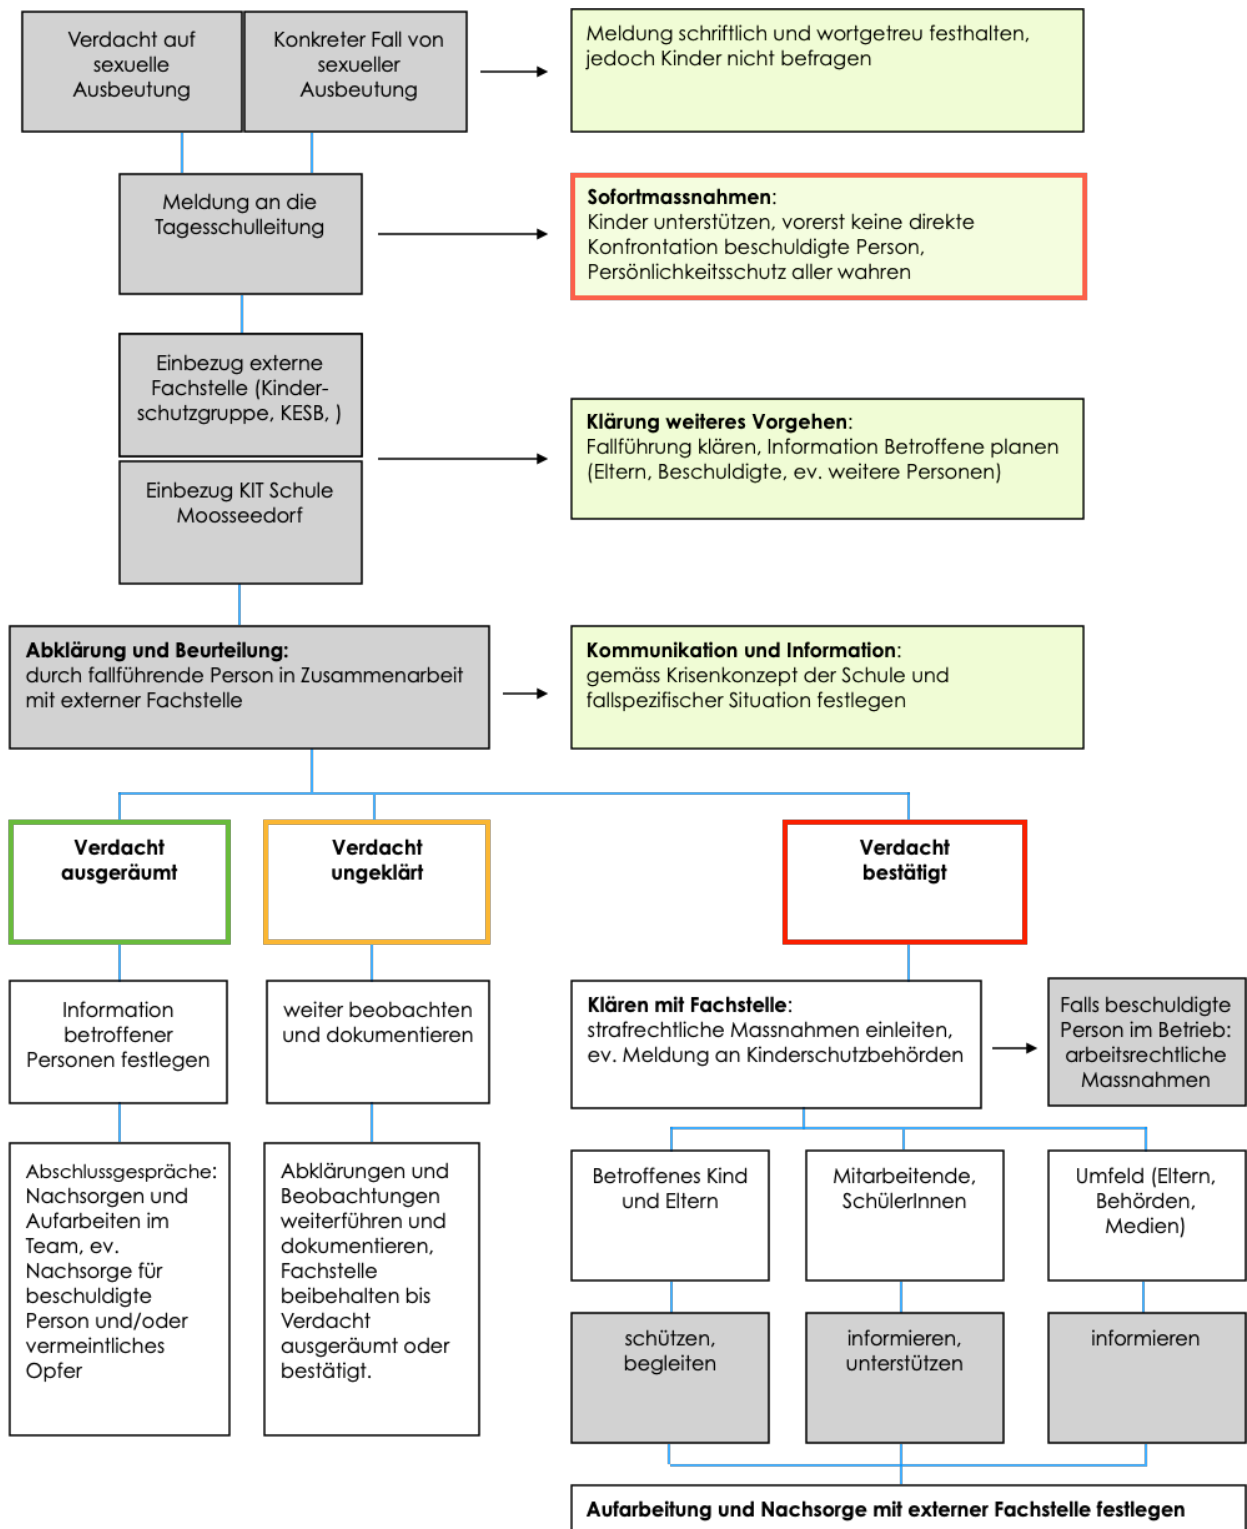 Verdacht auf
sexuelle
Ausbeutung
Konkreter Fall von
sexueller
Ausbeutung
Meldung schriftlich und wortgetreu festhalten,
jedoch Kinder nicht befragen
Meldung an die
Tagesschulleitung
Sofortmassnahmen:
Kinder unterstützen, vorerst keine direkte
Konfrontation beschuldigte Person,
Persönlichkeitsschutz aller wahren
Einbezug externe
Fachstelle (Kinder-
schutzgruppe, KESB, )
Einbezug KIT Schule
Moosseedorf
Klärung weiteres Vorgehen:
Fallführung klären, Information Betroffene planen
(Eltern, Beschuldigte, ev. weitere Personen)
Abklärung und Beurteilung:
durch fallführende Person in Zusammenarbeit
mit externer Fachstelle
Kommunikation und Information:
gemäss Krisenkonzept der Schule und
fallspezifischer Situation festlegen
Verdacht
ausgeräumt
Verdacht
ungeklärt
Verdacht
bestätigt
Information
betroffener
Personen festlegen
weiter beobachten
und dokumentieren
Klären mit Fachstelle:
strafrechtliche Massnahmen einleiten,
ev. Meldung an Kinderschutzbehörden
Falls beschuldigte
Person im Betrieb:
arbeitsrechtliche
Massnahmen
Abschlussgespräche:
Nachsorgen und
Aufarbeiten im
Team, ev.
Nachsorge für
beschuldigte
Person und/oder
vermeintliches
Opfer
Abklärungen und
Beobachtungen
weiterführen und
dokumentieren,
Fachstelle
beibehalten bis
Verdacht
ausgeräumt oder
bestätigt.
Betroffenes Kind
und Eltern
Mitarbeitende,
SchülerInnen
Umfeld (Eltern,
Behörden,
Medien)
schützen,
begleiten
informieren,
unterstützen
informieren
Aufarbeitung und Nachsorge mit externer Fachstelle festlegen